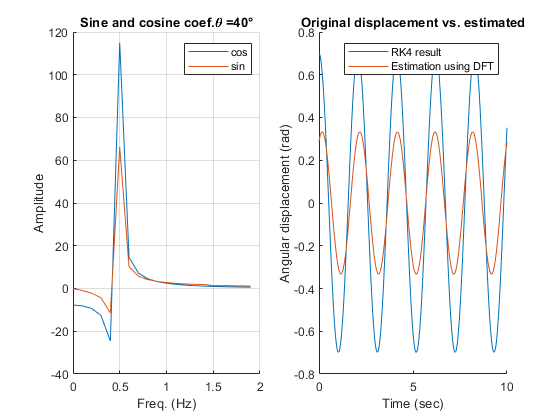 Sine and cosine coef.θ =40°
cos
sin
120
100
80
60
40
20
0
-20
-40
0
0.5
1
1.5
2
Amplitude
Freq. (Hz)
Original displacement vs. estimated
RK4 result
Estimation using DFT
0.8
0.6
0.4
0.2
0
-0.2
-0.4
-0.6
-0.8
0
5
10
Angular displacement (rad)
Time (sec)